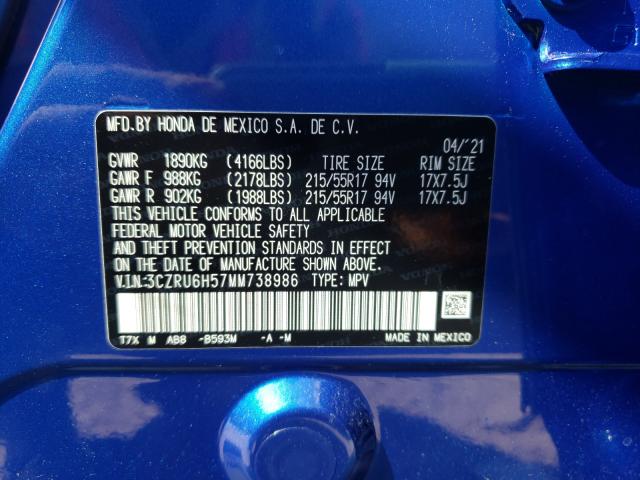 MFD.BY HONDA DE MEXICO S.A. DE C.V.
04/'21
GVWR 1890KG (4166LBS) TIRE SIZE RIM SIZE
GAWR F 988KG (2178LBS) 215/55R17 94V 17X7.5J
GAWR R 902KG (1988LBS) 215/55R17 94V 17X7.5J
THIS VEHICLE CONFORMS TO ALL APPLICABLE
FEDERAL MOTOR VEHICLE SAFETY
AND THEFT PREVENTION STANDARDS IN EFFECT
ON THE DATE OF MANUFACTURE SHOWN ABOVE.
V.I.N:3CZRU6H57MM738986 TYPE: MPV
T7X M AB8 -B593M -A -M
MADE IN MEXICO